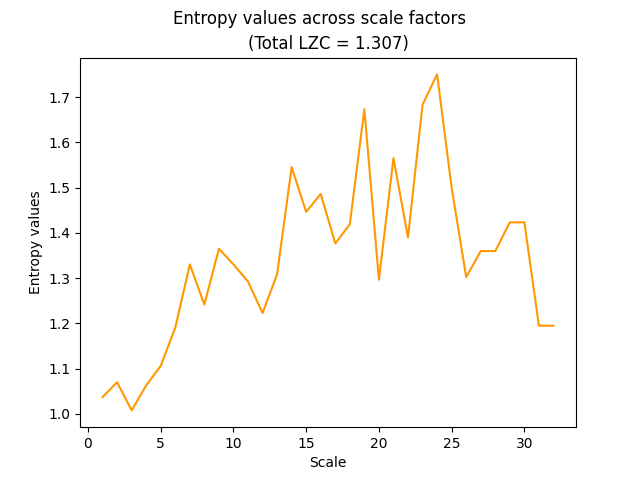 Entropy values across scale factors
(Total LZC = 1.307)
Entropy values
1.7
1.6
1.5
1.4
1.3
1.2
1.1
1.0
0 5 10 15 20 25 30
Scale